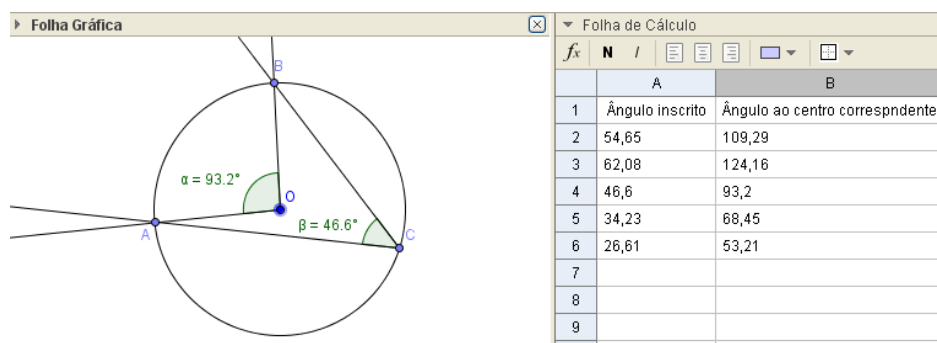 Folha Gráfica
B
α = 93.2°
O
β = 46.6°
A
C
Folha de Cálculo
fx N I
A B
1 Ângulo inscrito Ângulo ao centro correspndente
2 54,65 109,29
3 62,08 124,16
4 46,6 93,2
5 34,23 68,45
6 26,61 53,21
7
8
9